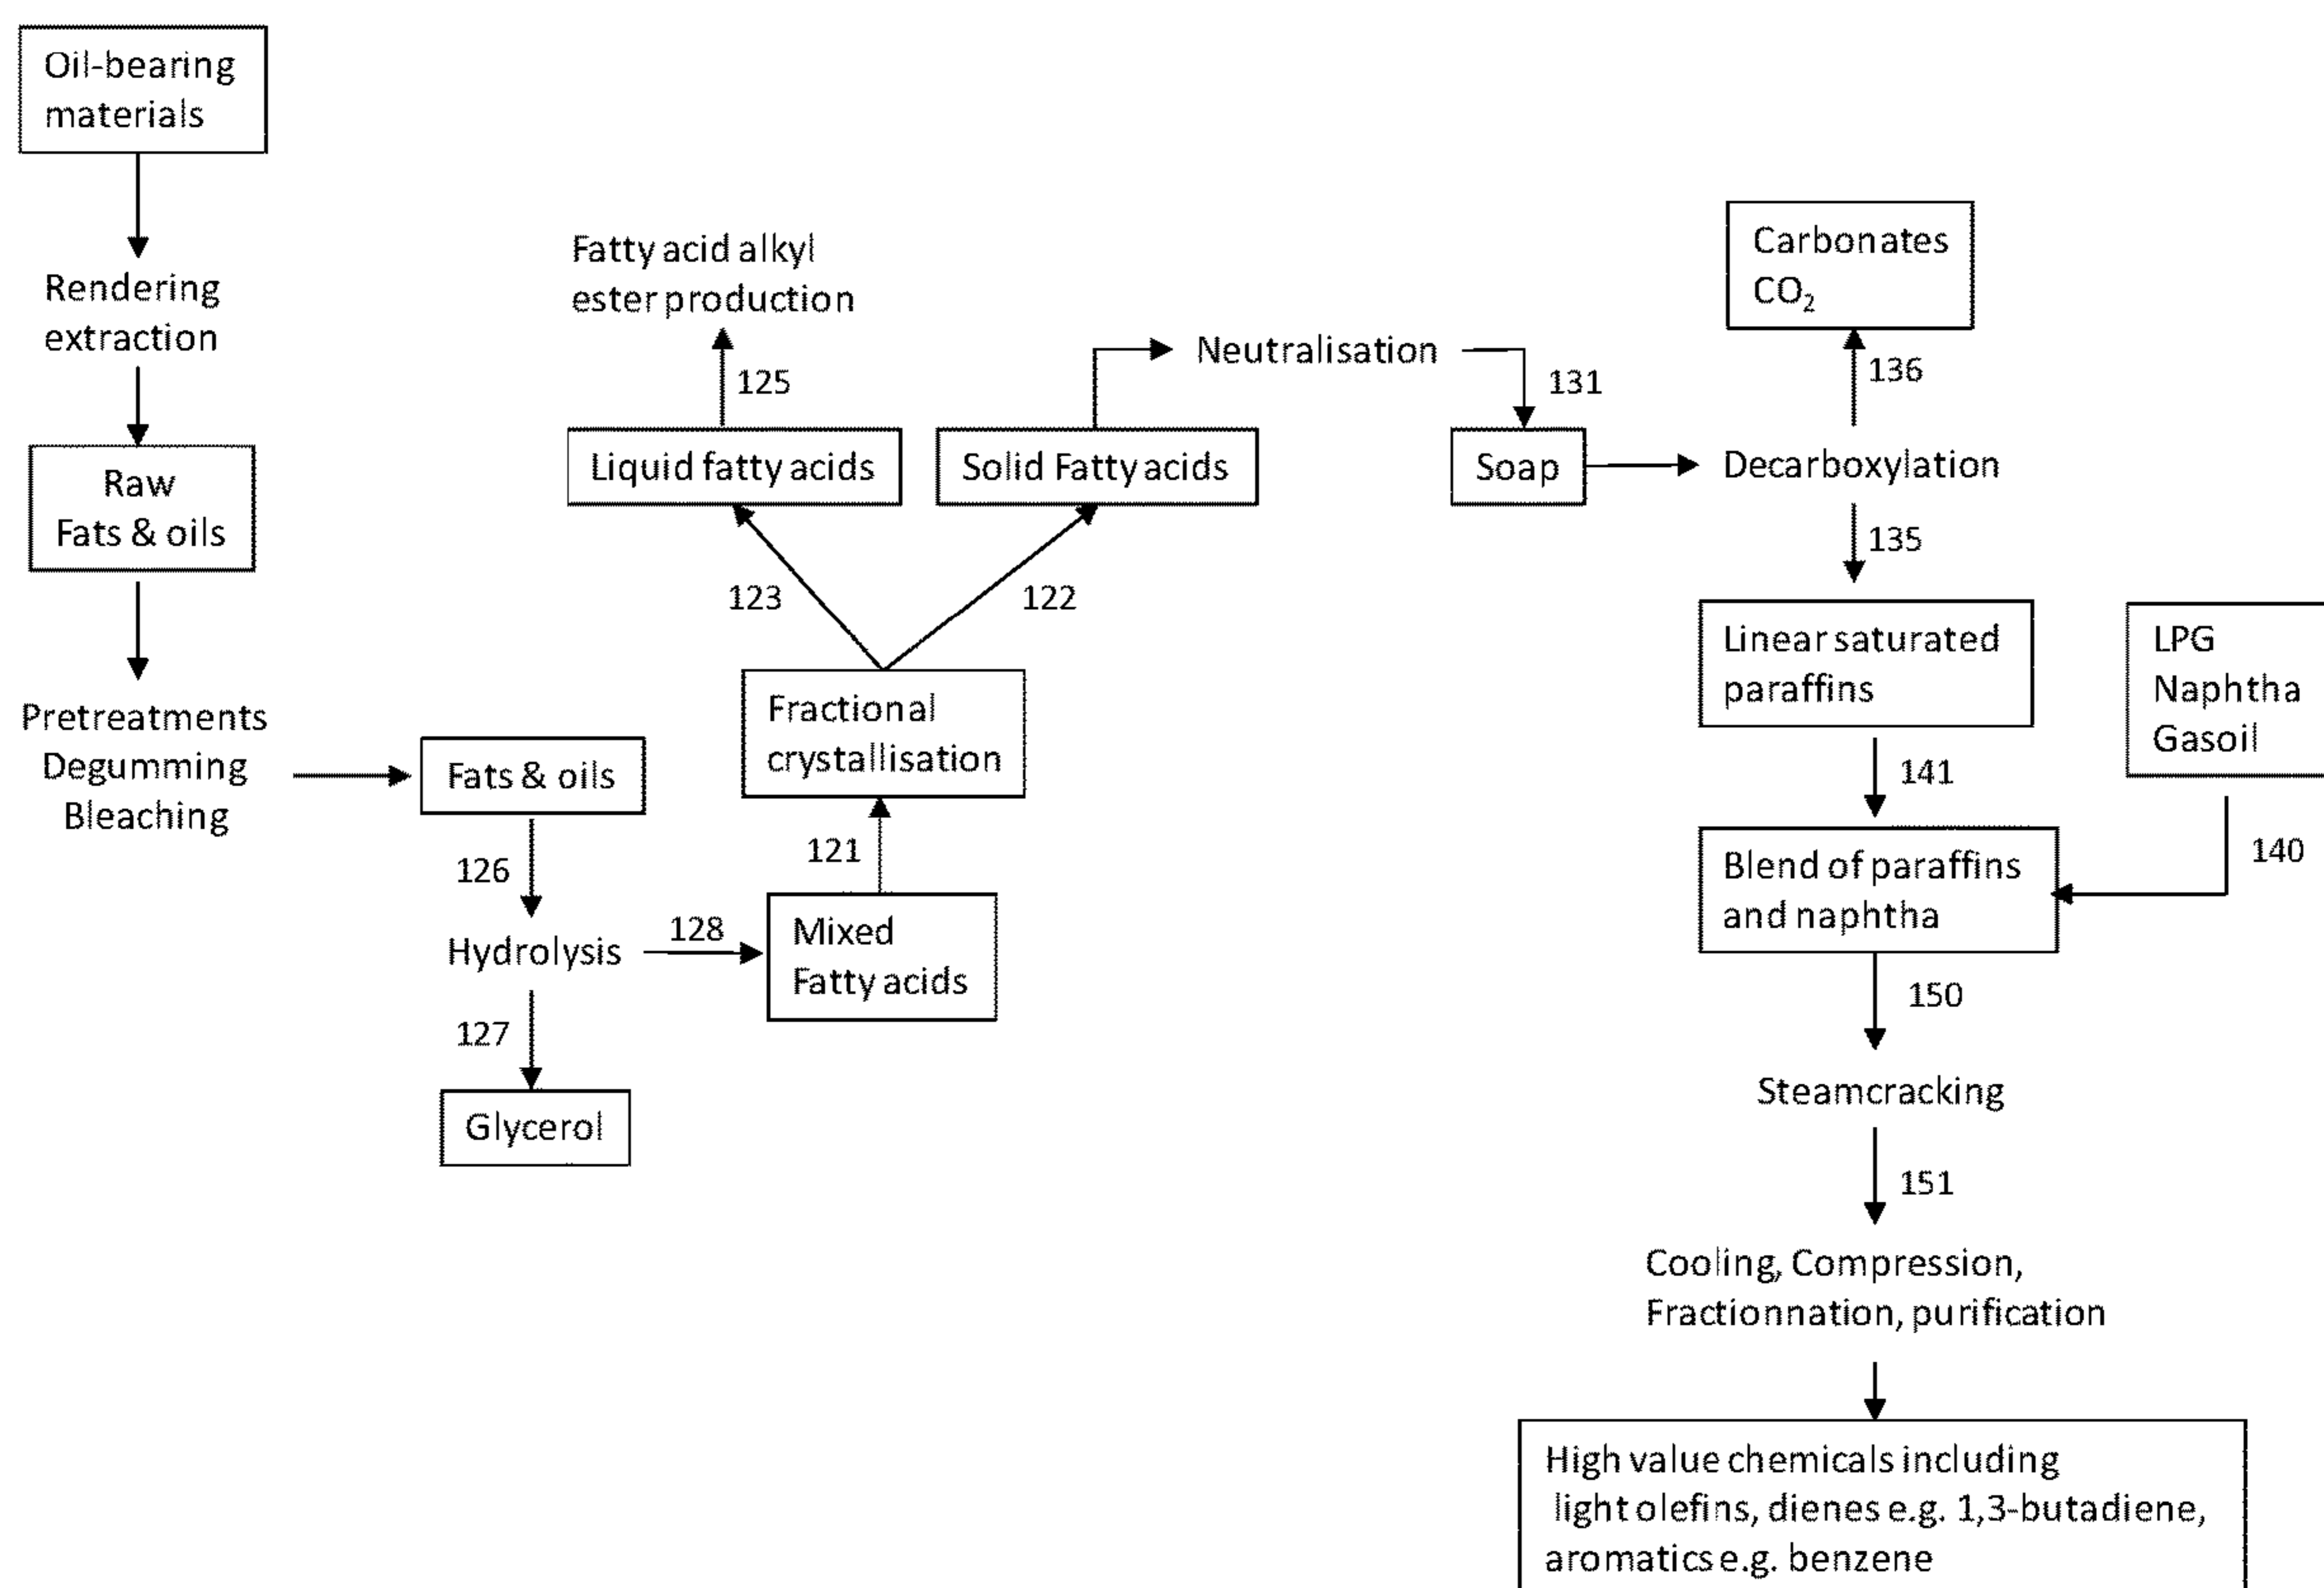 Oil-bearing
materials
Rendering
extraction
Raw
Fats & oils
Pretreatments
Degumming
Bleaching
Fats & oils
126
Hydrolysis
127
Glycerol
128
Mixed
Fatty acids
121
Fractional
crystallisation
123
122
Liquid fatty acids
125
Fatty acid alkyl
ester production
Solid Fatty acids
Neutralisation
131
Soap
Decarboxylation
136
Carbonates
CO₂
135
Linear saturated
paraffins
141
LPG
Naphtha
Gasoil
140
Blend of paraffins
and naphtha
150
Steamcracking
151
Cooling, Compression,
Fractionnation, purification
High value chemicals including
light olefins, dienes e.g. 1,3-butadiene,
aromatics e.g. benzene